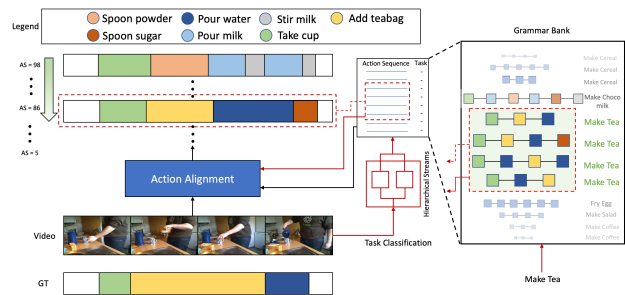 Legend
Spoon powder
Pour water
Stir milk
Add teabag
Spoon sugar
Pour milk
Take cup
AS = 98
AS = 86
AS = 5
Action Alignment
Video
GT
Action Sequence Task
Hierarchical Streams
Task Classification
Grammar Bank
Make Cereal
Make Cereal
Make Cereal
Make Choco
milk
Make Tea
Make Tea
Make Tea
Make Tea
Fry Egg
Make Salad
Make Coffee
Make Coffee
Make Tea